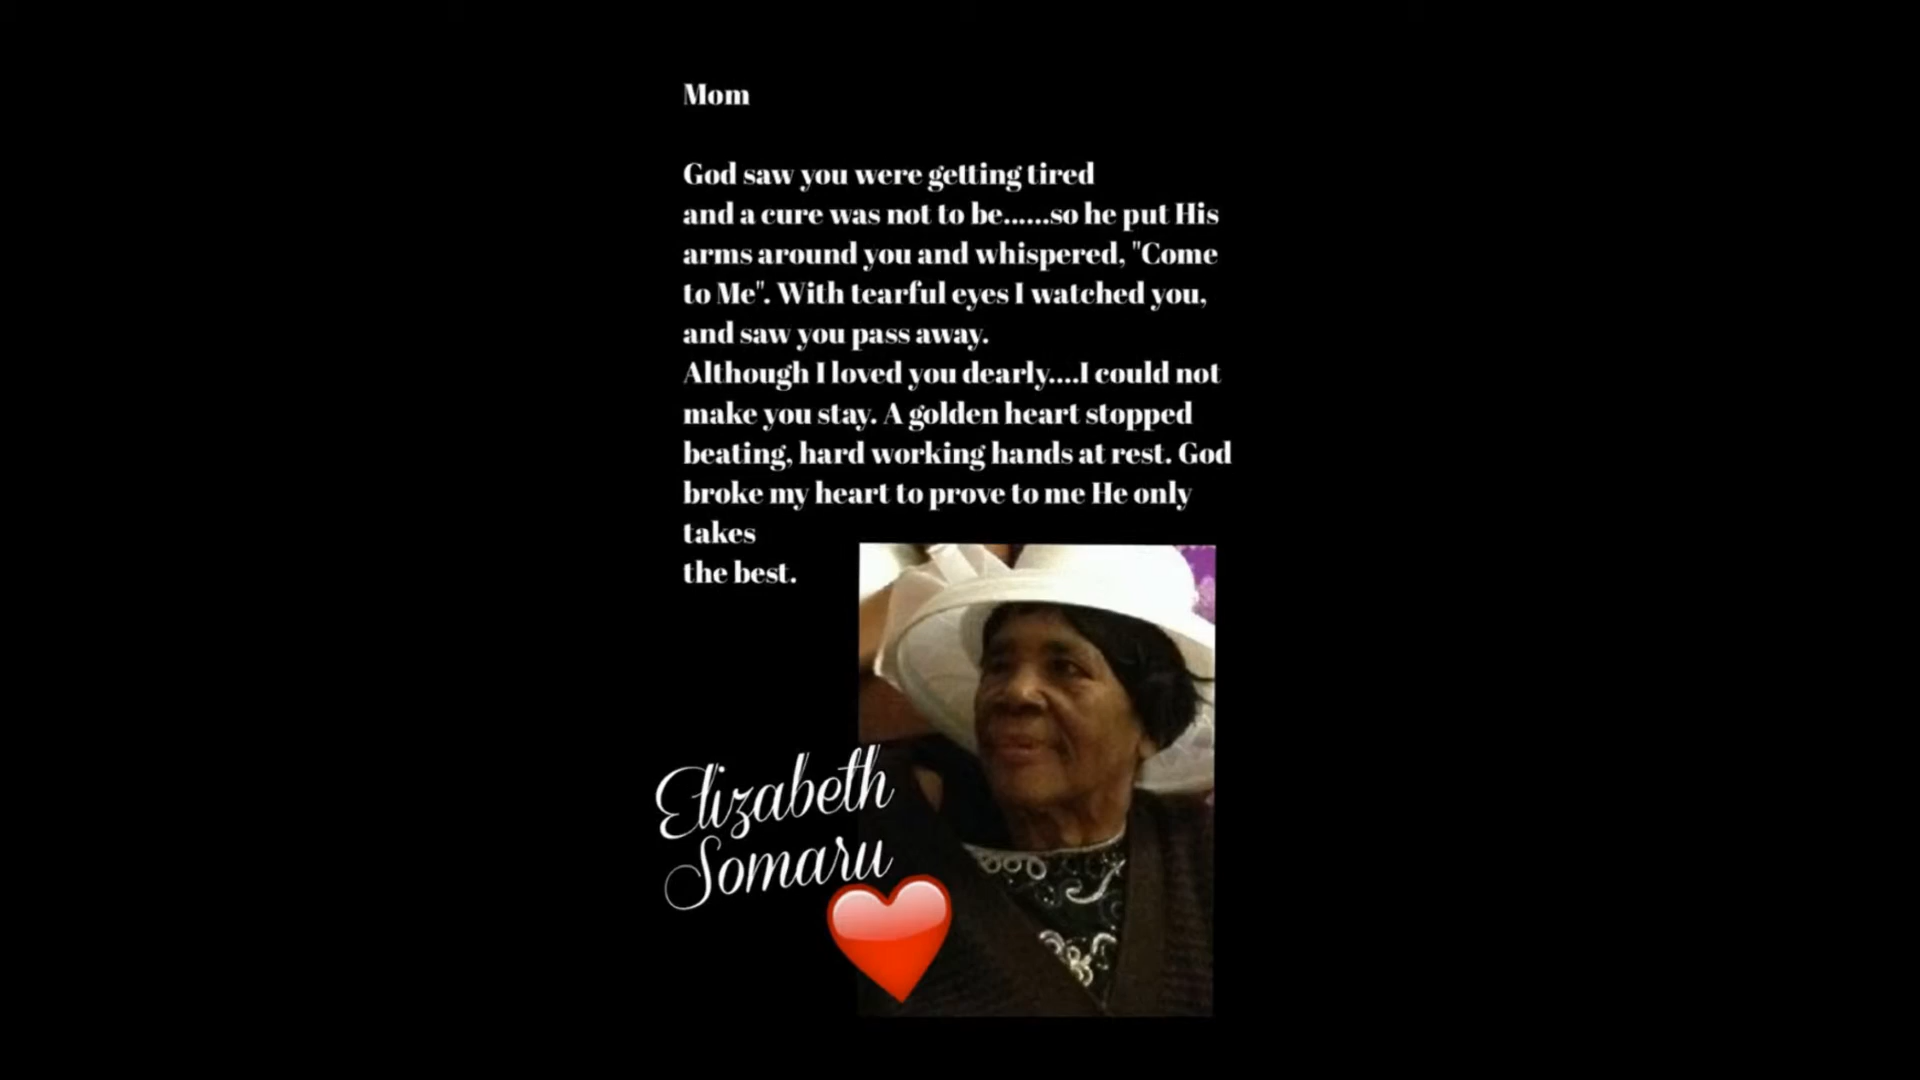 Mom
God saw you were getting tired
and a cure was not to be......so he put His
arms around you and whispered, "Come
to Me". With tearful eyes I watched you,
and saw you pass away.
Although I loved you dearly....I could not
make you stay. A golden heart stopped
beating, hard working hands at rest. God
broke my heart to prove to me He only
takes
the best.
Elizabeth
Somaru